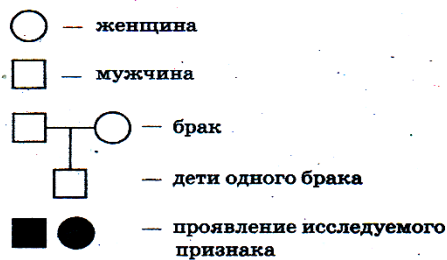 — женщина
— мужчина
— брак
— дети одного брака
— проявление исследуемого
признака